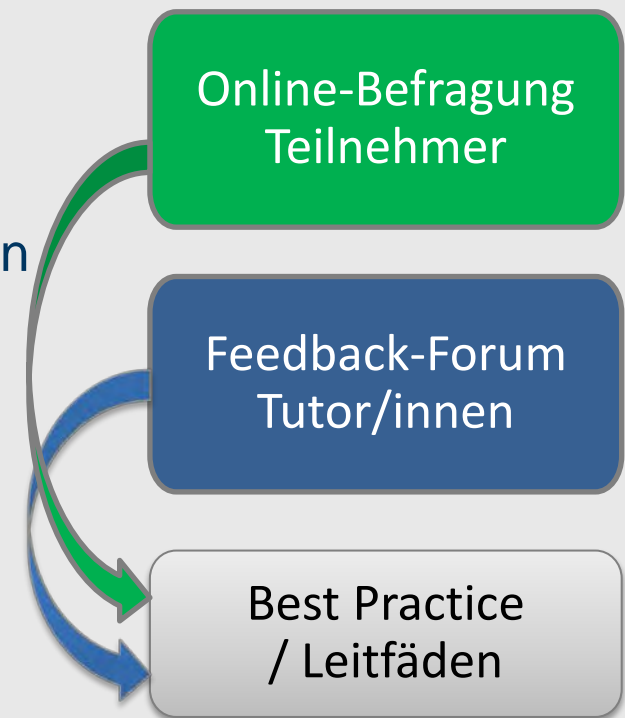 Online-Befragung
Teilnehmer
n
Feedback-Forum
Tutor/innen
Best Practice
/ Leitfäden